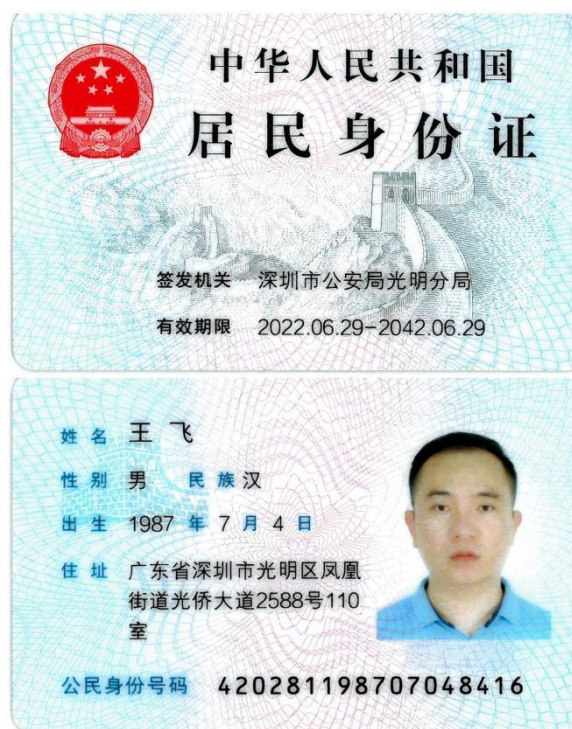 中华人民共和国
居民身份证
签发机关 深圳市公安局光明分局
有效期限 2022.06.29-2042.06.29
姓名 王飞
性别 男 民族 汉
出生 1987 年 7 月 4 日
住址 广东省深圳市光明区凤凰
街道光侨大道2588号110
室
公民身份号码 420281198707048416